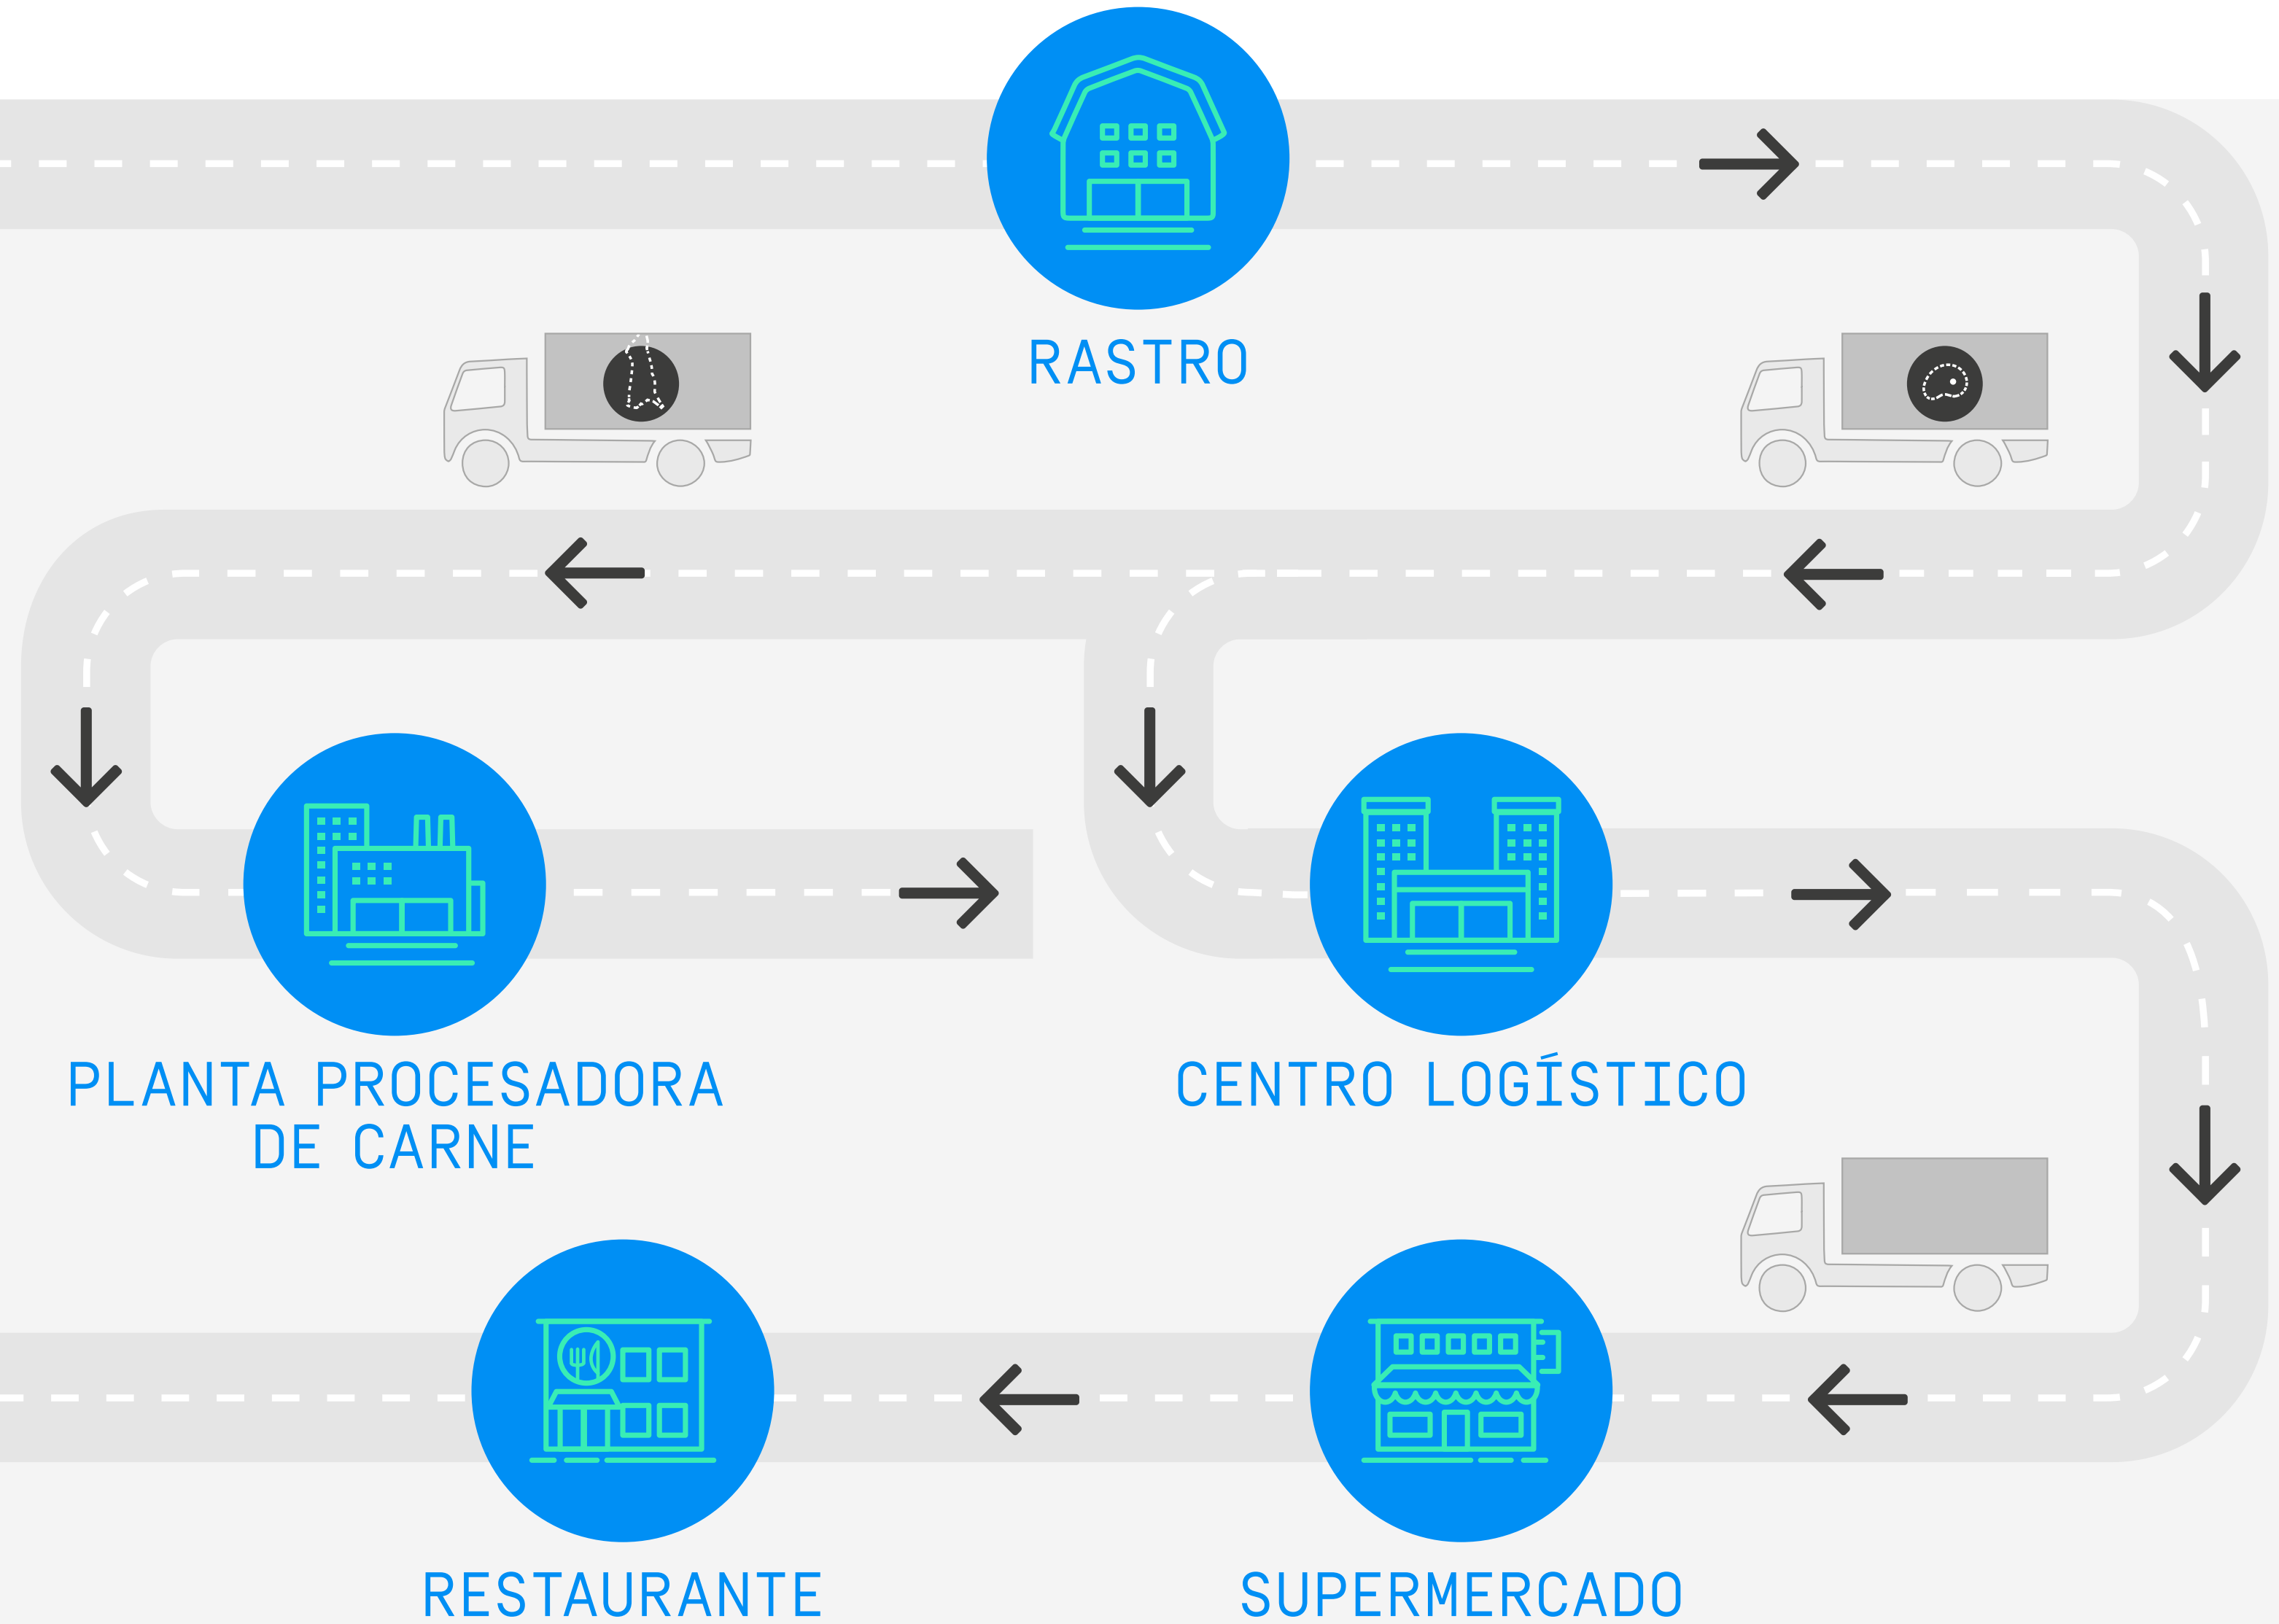 RASTRO
PLANTA PROCESADORA
DE CARNE
CENTRO LOGÍSTICO
RESTAURANTE
SUPERMERCADO